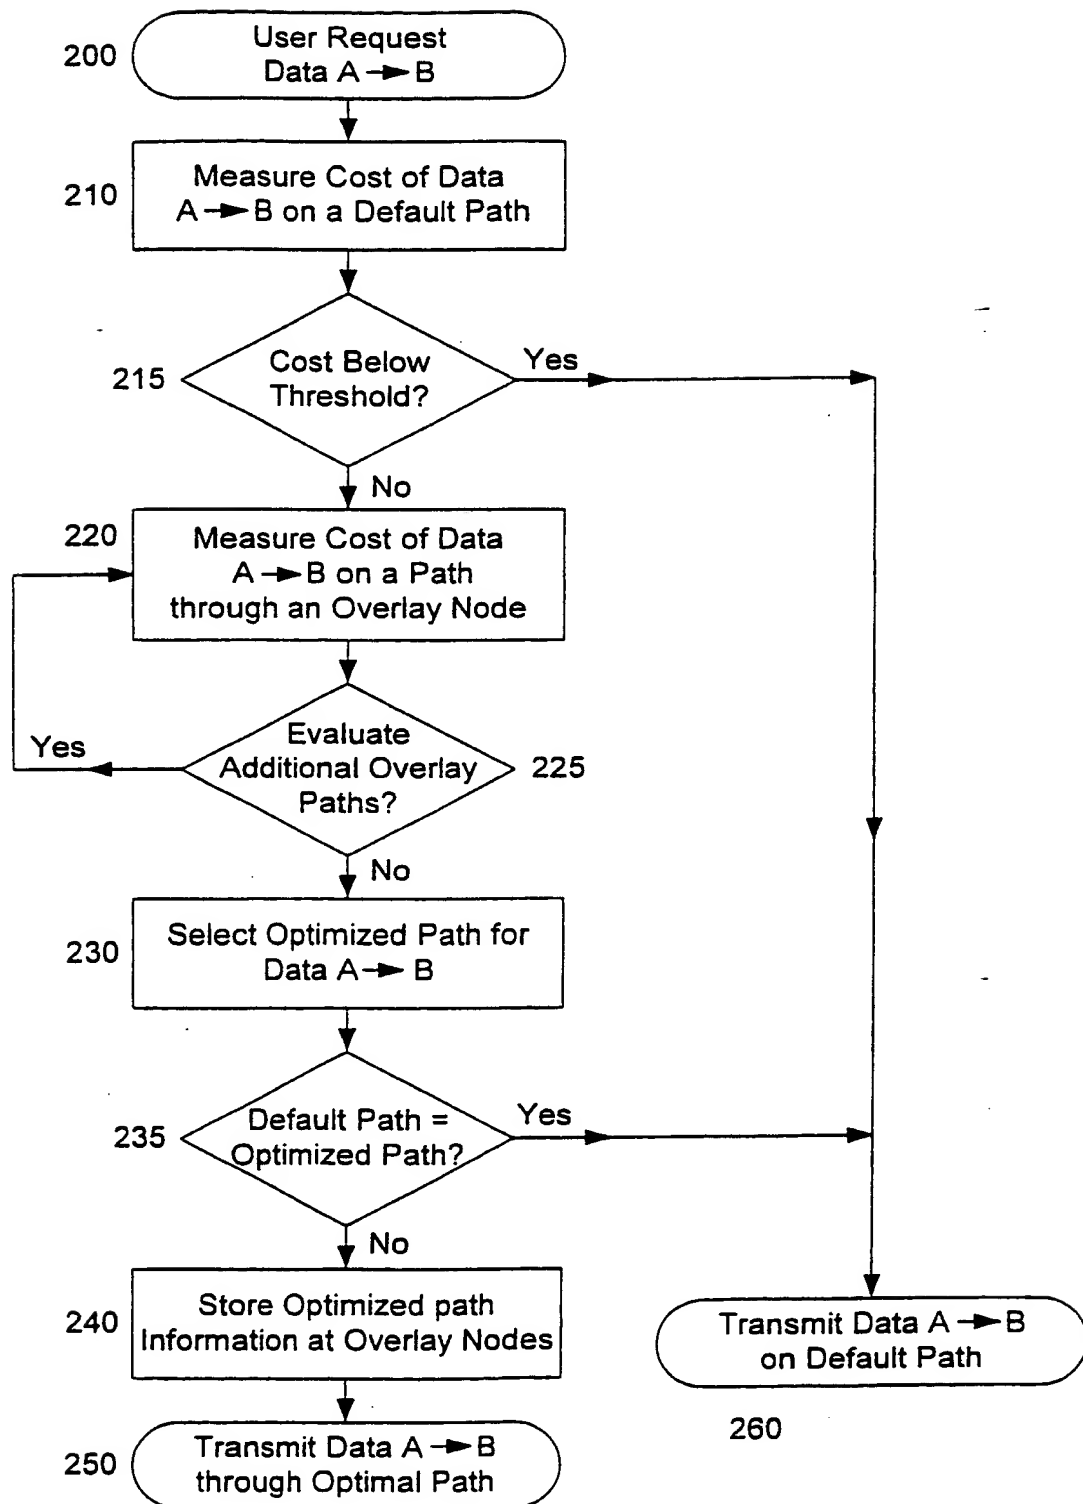 200
User Request
Data A → B
210
Measure Cost of Data
A → B on a Default Path
215
Cost Below
Threshold?
Yes
No
220
Measure Cost of Data
A → B on a Path
through an Overlay Node
Yes
Evaluate
Additional Overlay
Paths?
225
No
230
Select Optimized Path for
Data A → B
235
Default Path =
Optimized Path?
Yes
No
240
Store Optimized path
Information at Overlay Nodes
Transmit Data A → B
on Default Path
260
250
Transmit Data A → B
through Optimal Path